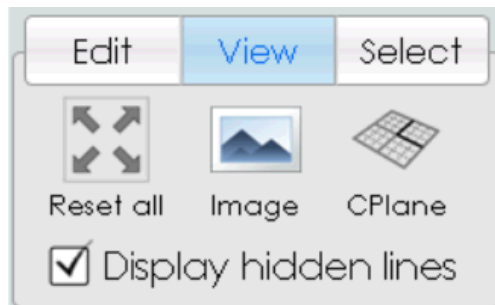 Edit View Select
Reset all Image CPlane
Display hidden lines